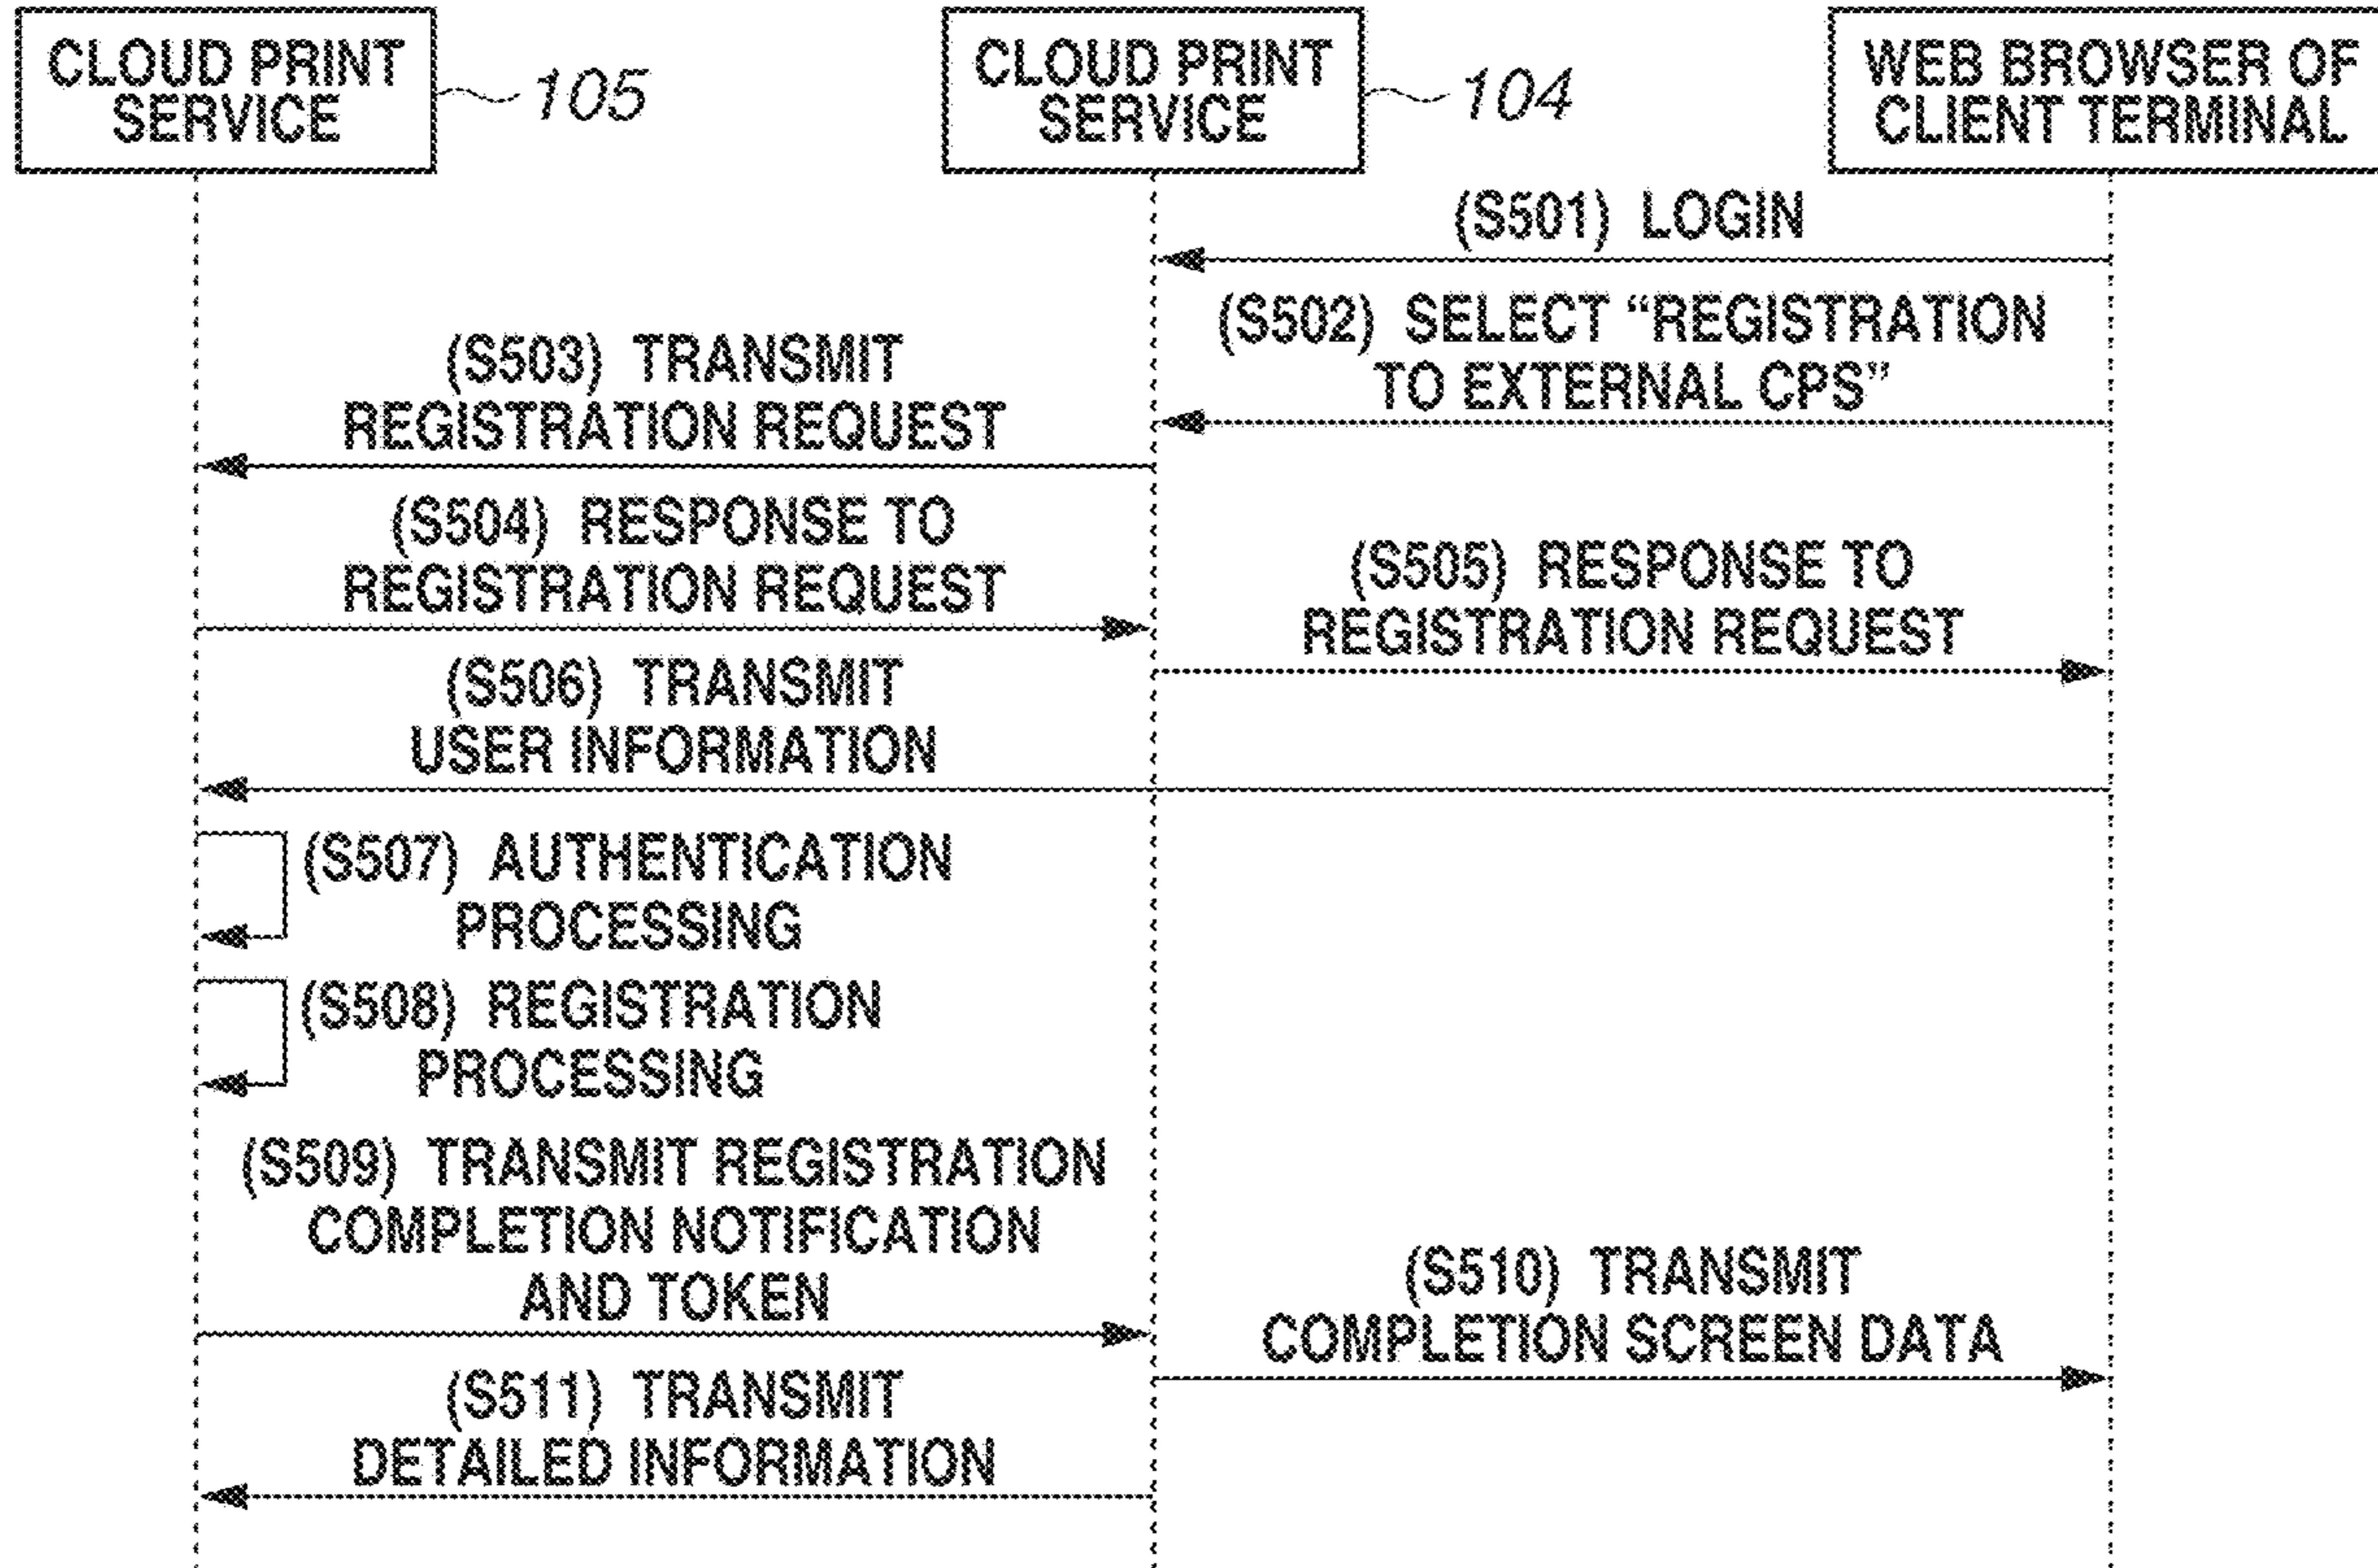 CLOUD PRINT
SERVICE
105
CLOUD PRINT
SERVICE
104
WEB BROWSER OF
CLIENT TERMINAL
(S501) LOGIN
(S502) SELECT “REGISTRATION
TO EXTERNAL CPS”
(S503) TRANSMIT
REGISTRATION REQUEST
(S504) RESPONSE TO
REGISTRATION REQUEST
(S505) RESPONSE TO
REGISTRATION REQUEST
(S506) TRANSMIT
USER INFORMATION
(S507) AUTHENTICATION
PROCESSING
(S508) REGISTRATION
PROCESSING
(S509) TRANSMIT REGISTRATION
COMPLETION NOTIFICATION
AND TOKEN
(S510) TRANSMIT
COMPLETION SCREEN DATA
(S511) TRANSMIT
DETAILED INFORMATION